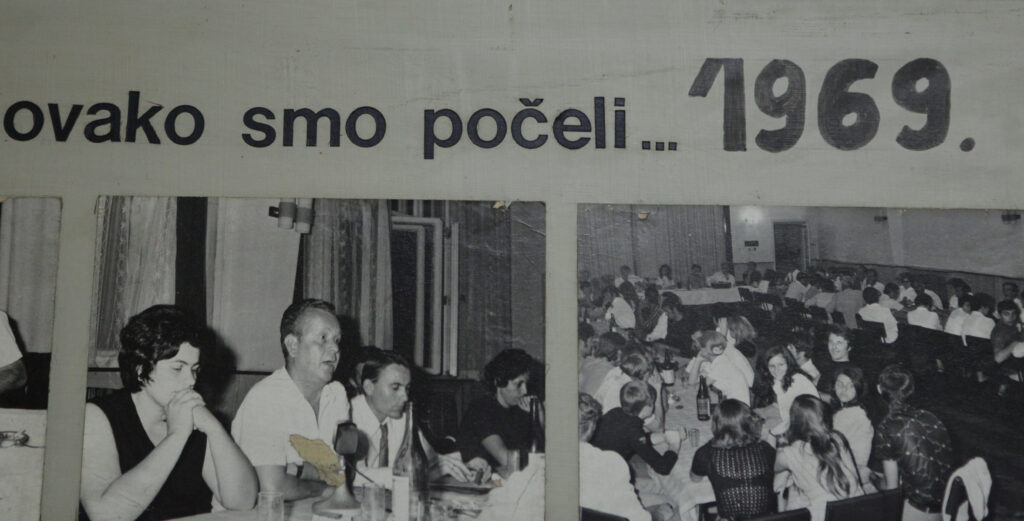 ovako smo počeli... 1969.